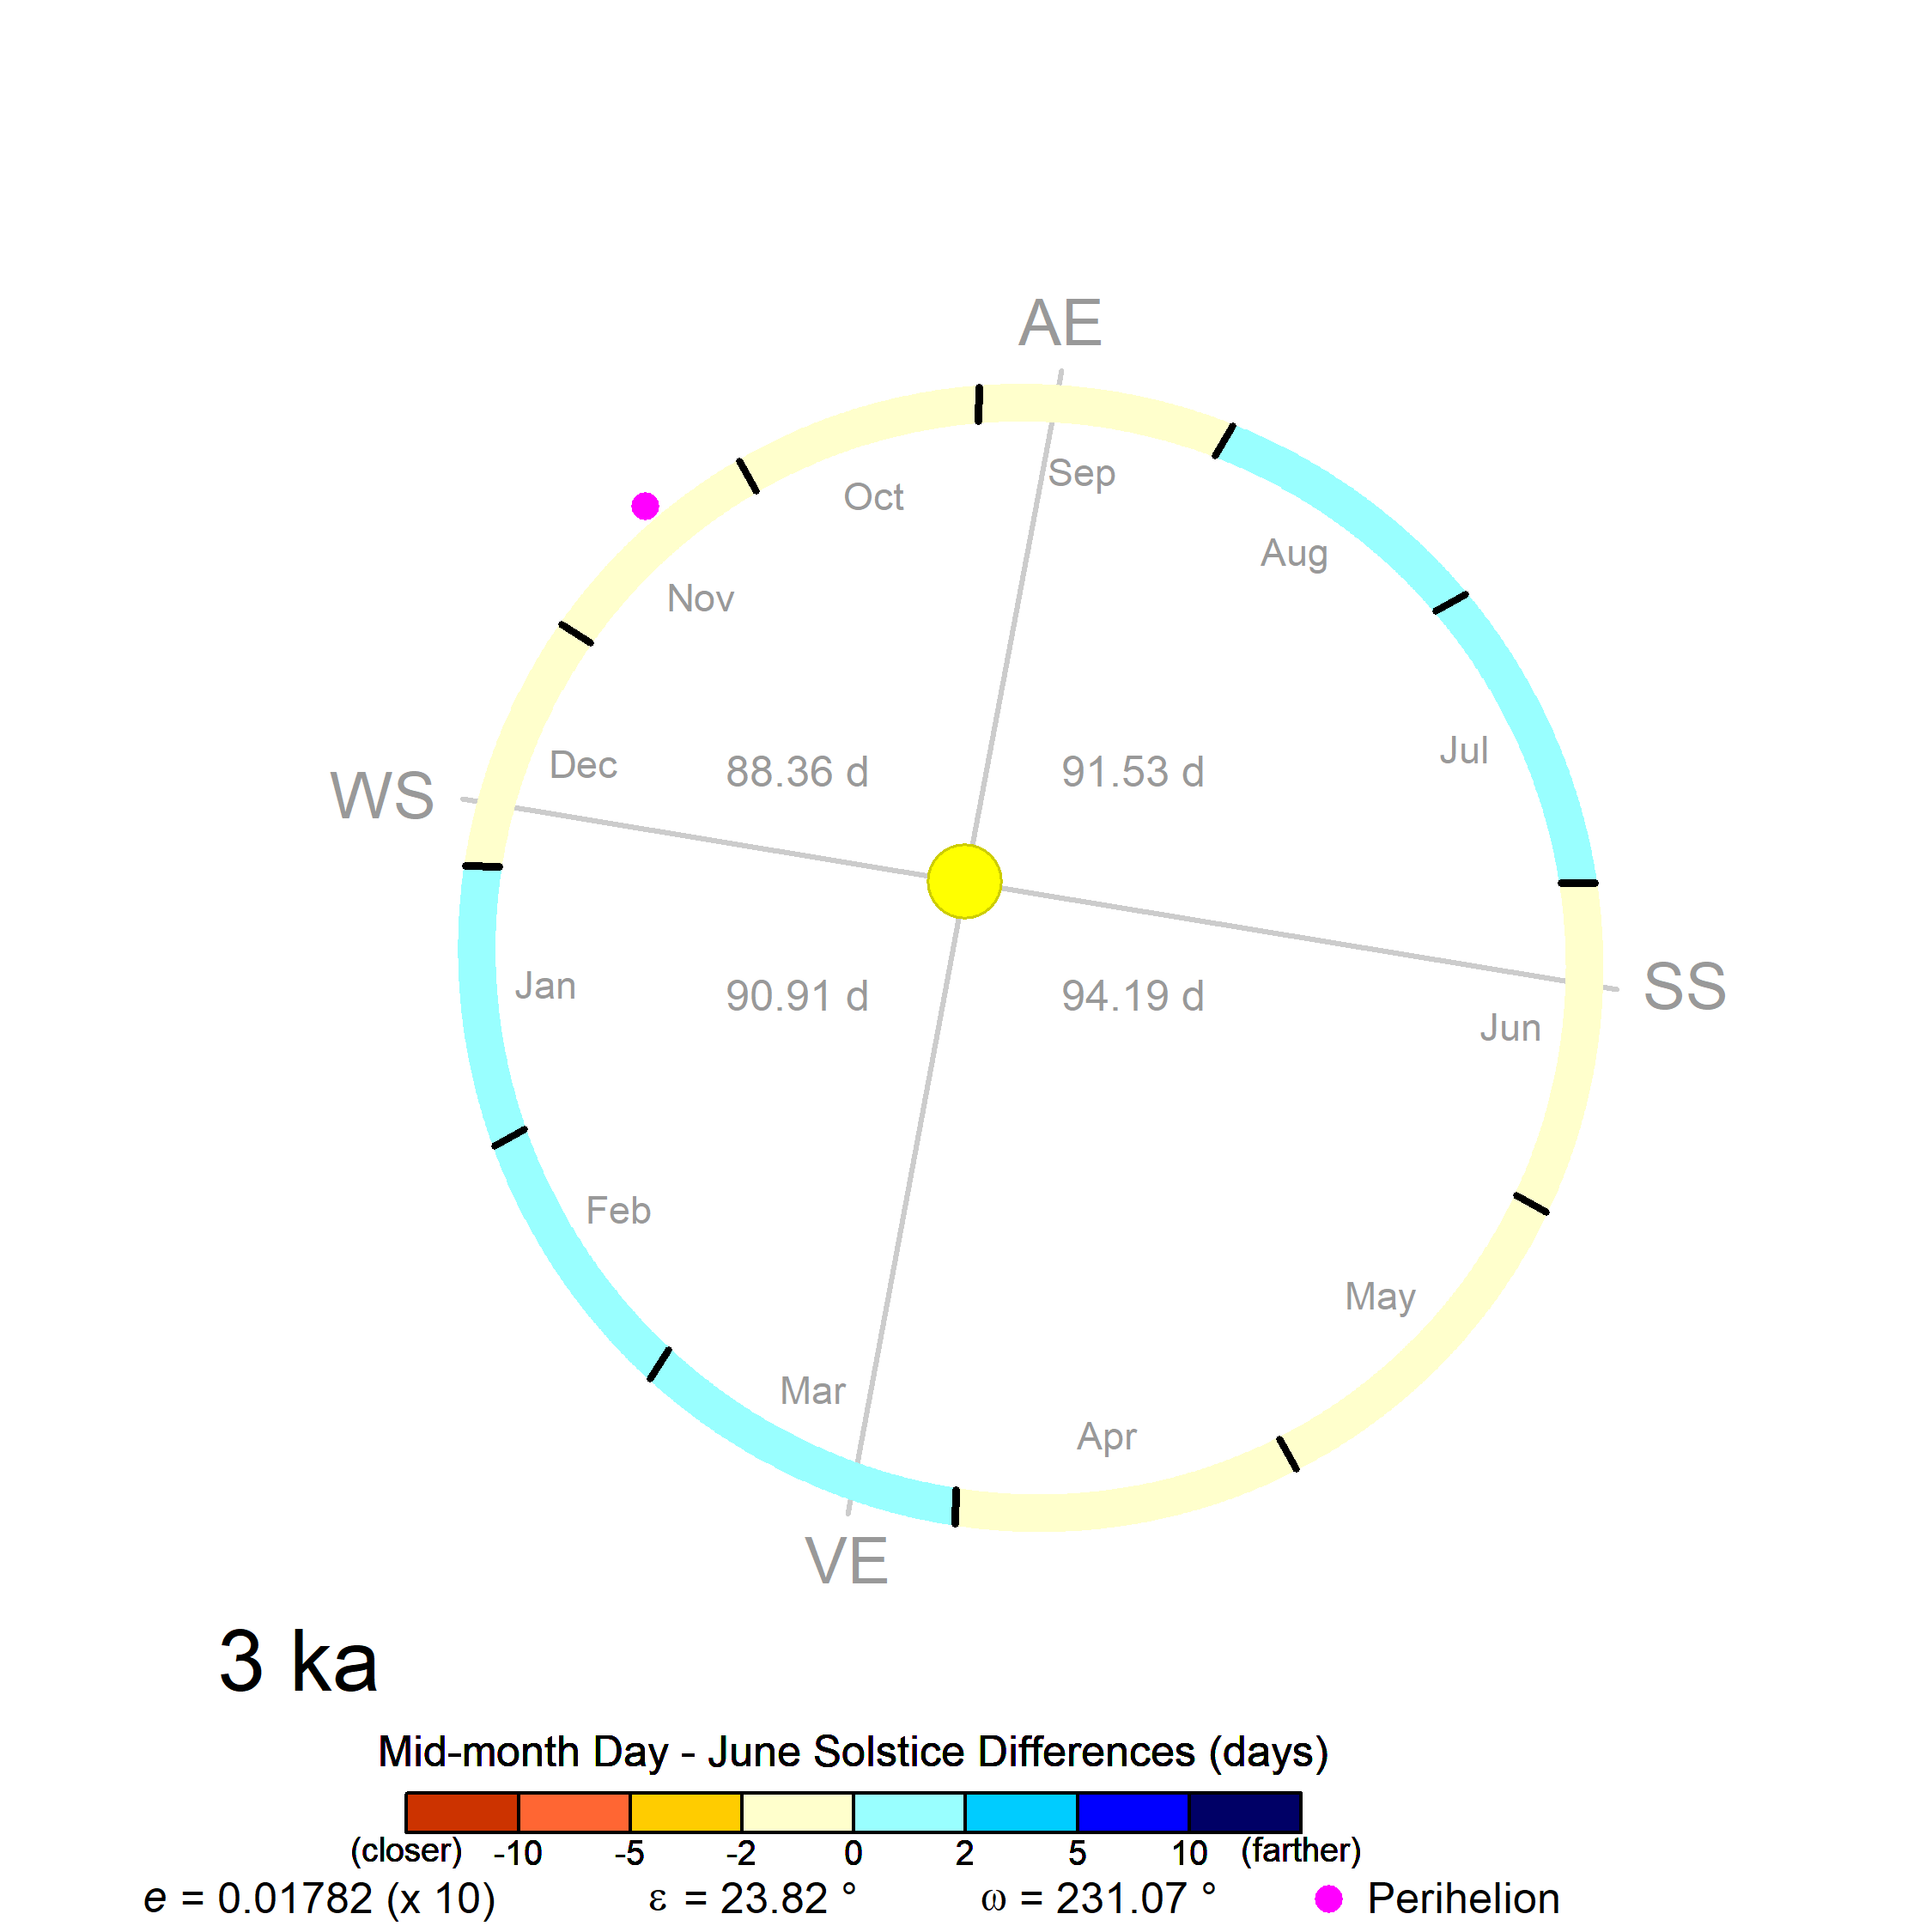 AE
Sep
Oct
Aug
Nov
Jul
Dec
88.36 d
91.53 d
WS
Jan
90.91 d
94.19 d
SS
Jun
Feb
May
Mar
Apr
VE
3 ka
Mid-month Day - June Solstice Differences (days)
(closer) -10 -5 -2 0 2 5 10 (farther)
e = 0.01782 (x 10) ε = 23.82 ° ω = 231.07 ° Perihelion